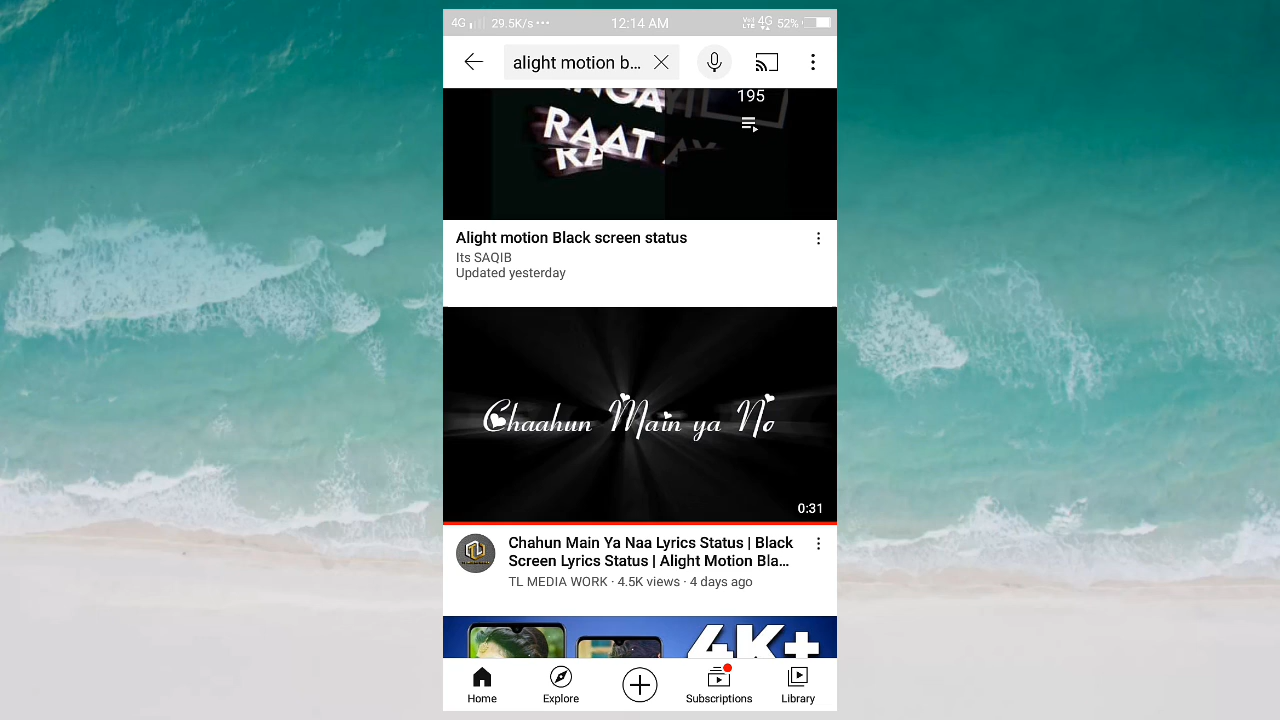 4G 29.5K/s ··· 12:14 AM 4G 52%
alight motion b...
195
RAAT
Alight motion Black screen status
Its SAQIB
Updated yesterday
Chaahun Main ya No
0:31
Chahun Main Ya Naa Lyrics Status | Black
Screen Lyrics Status | Alight Motion Bla...
TL MEDIA WORK · 4.5K views · 4 days ago
4K+
Home Explore Subscriptions Library